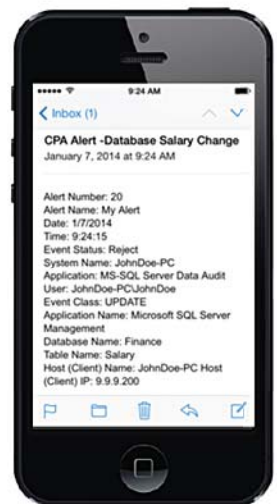 9:24 AM
Inbox (1)
CPA Alert -Database Salary Change
January 7, 2014 at 9:24 AM
Alert Number: 20
Alert Name: My Alert
Date: 1/7/2014
Time: 9:24:15
Event Status: Reject
System Name: JohnDoe-PC
Application: MS-SQL Server Data Audit
User: JohnDoe-PC\JohnDoe
Event Class: UPDATE
Application Name: Microsoft SQL Server
Management
Database Name: Finance
Table Name: Salary
Host (Client) Name: JohnDoe-PC Host
(Client) IP: 9.9.9.200